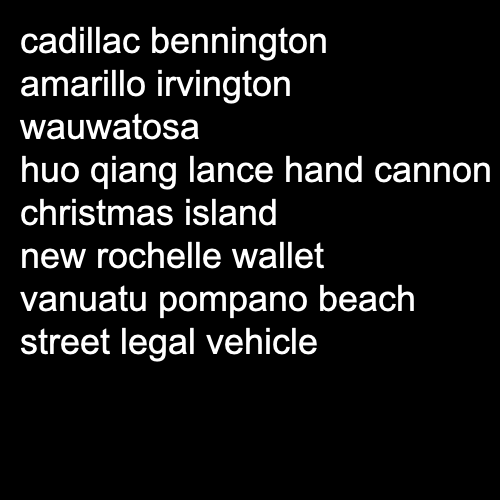 cadillac bennington
amarillo irvington
wauwatosa
huo qiang lance hand cannon
christmas island
new rochelle wallet
vanuatu pompano beach
street legal vehicle